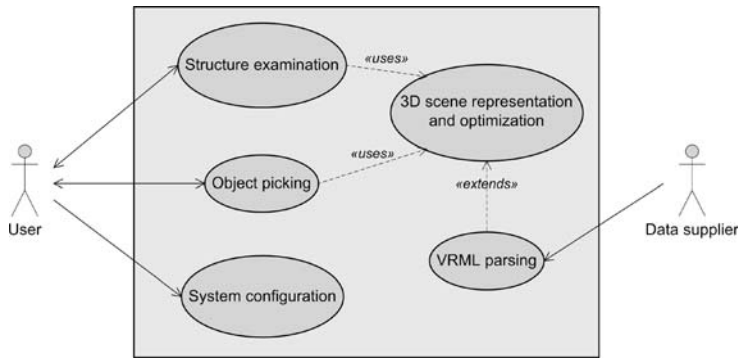 Structure examination
«uses»
3D scene representation
and optimization
«uses»
Object picking
«extends»
User
Data supplier
VRML parsing
System configuration